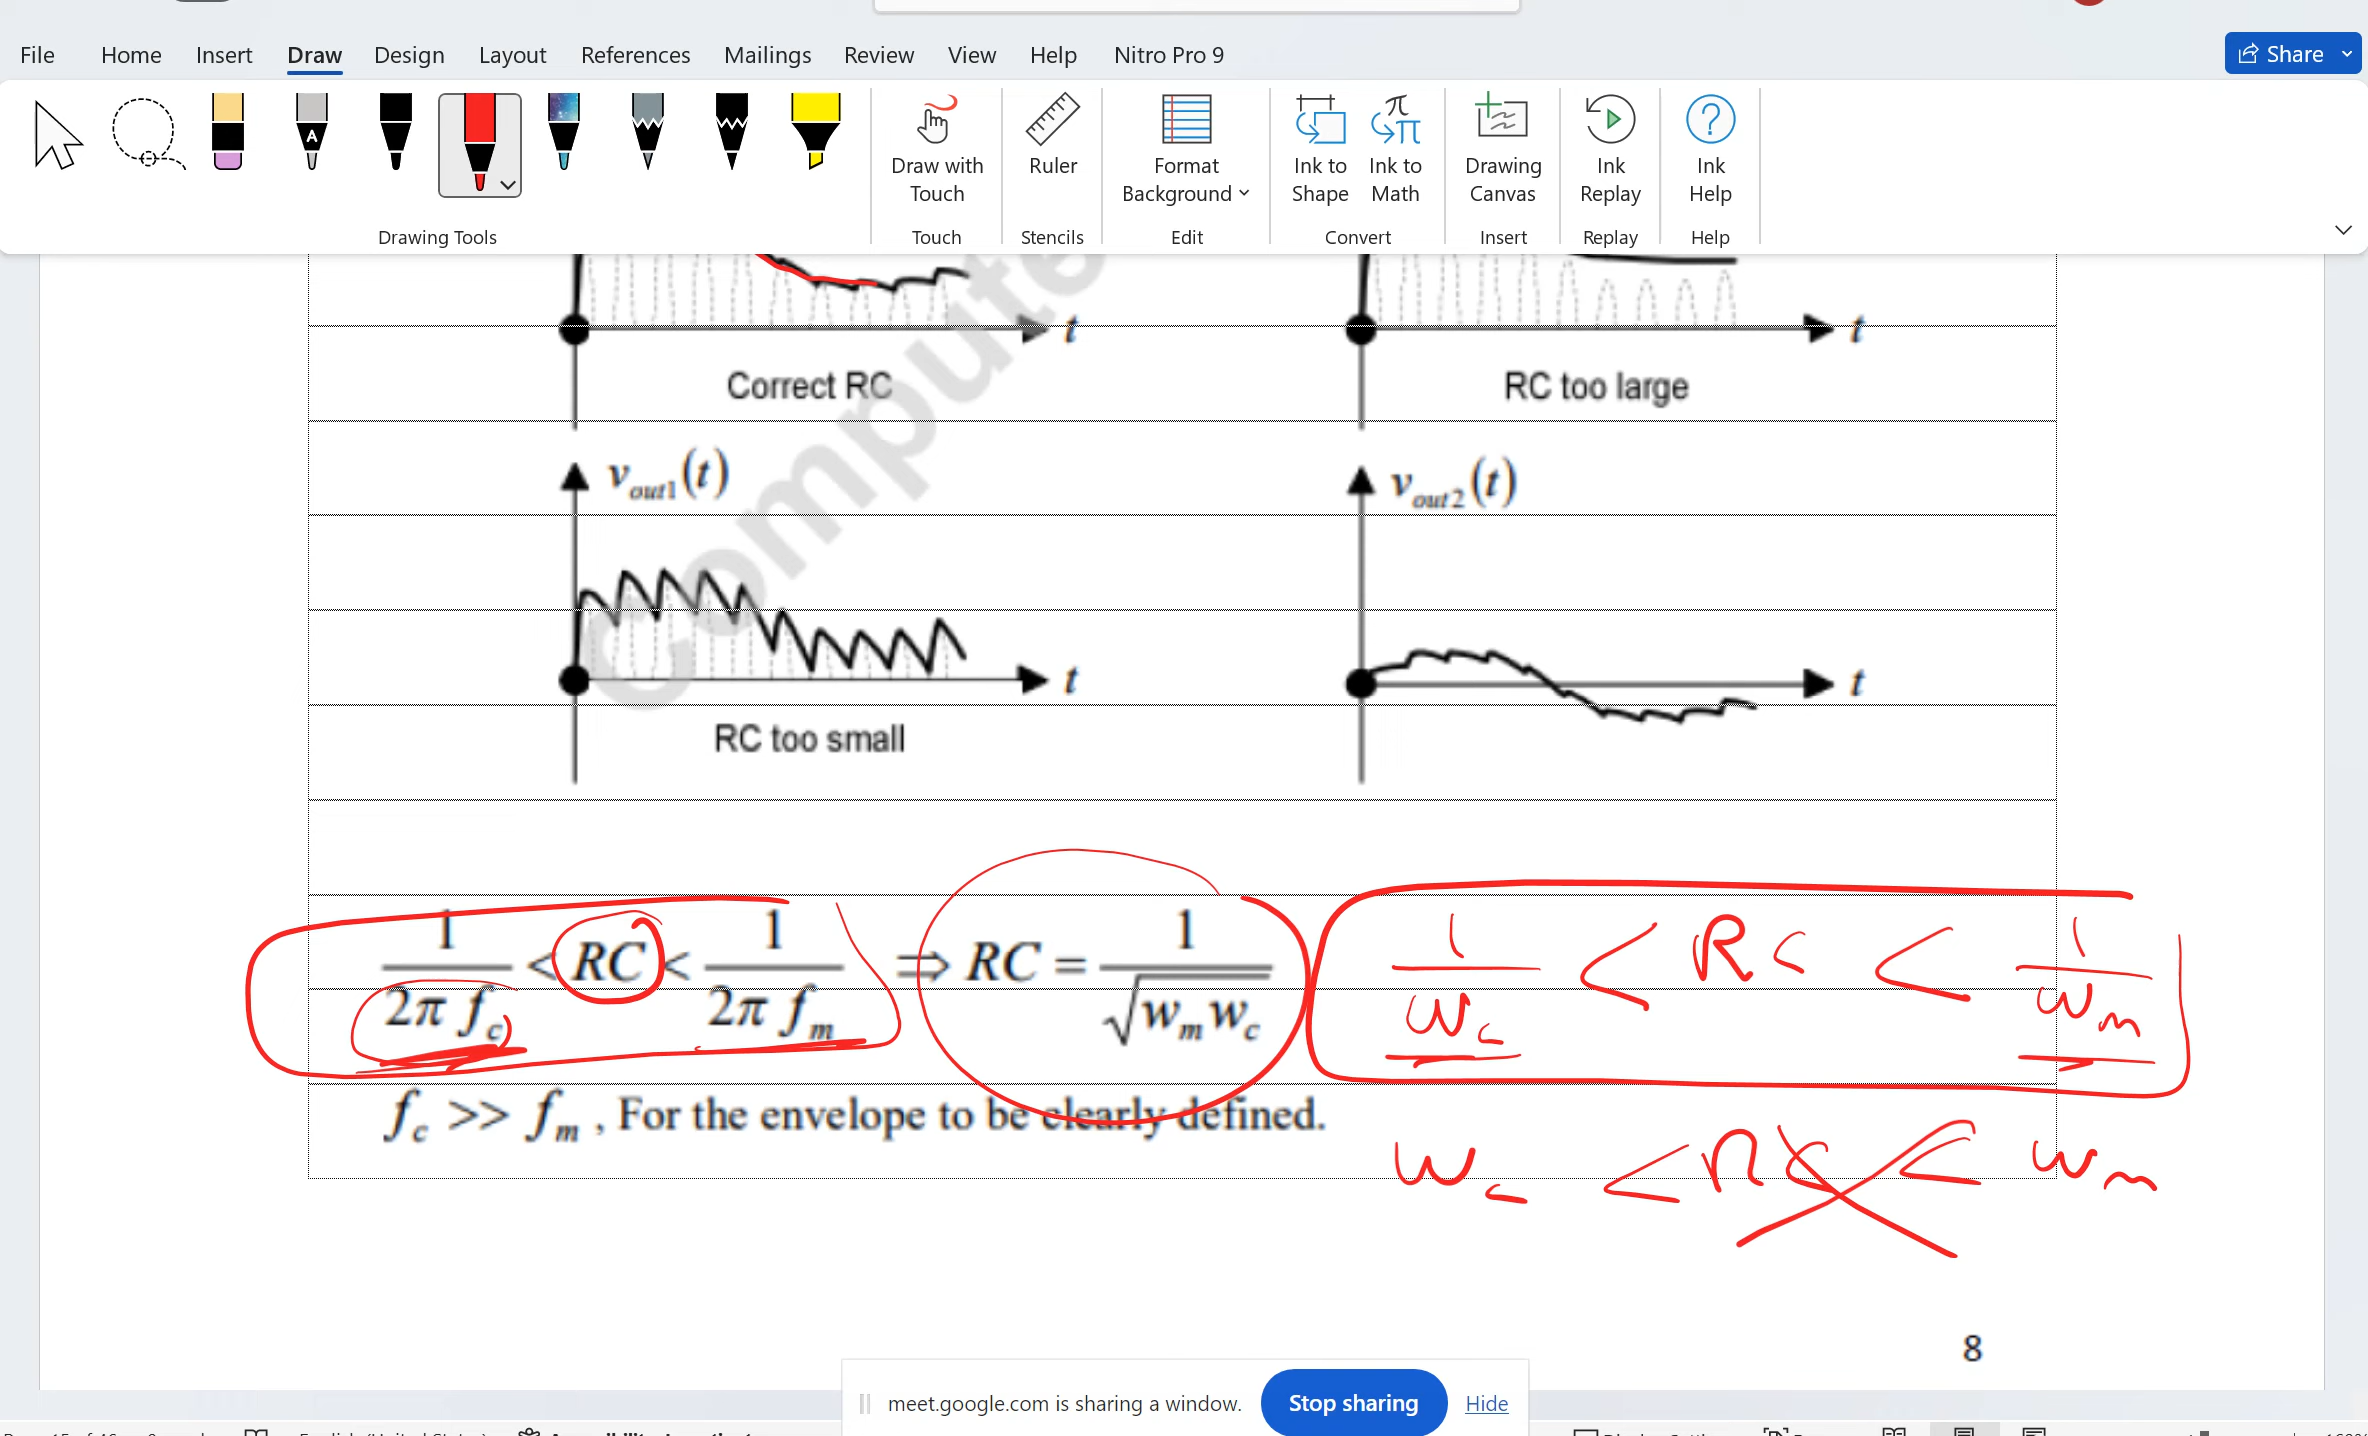 File Home Insert Draw Design Layout References Mailings Review View Help Nitro Pro 9 Share
A
Draw with Touch
Ruler
Format Background
Ink to Shape
Ink to Math
Drawing Canvas
Ink Replay
Ink Help
Drawing Tools Touch Stencils Edit Convert Insert Replay Help
Compute
t t
Correct RC RC too large
v_out1(t) v_out2(t)
t t
RC too small
1/(2π f_c) < RC < 1/(2π f_m) ⇒ RC = 1/√(w_m w_c) 1/ω_c < RC < 1/ω_m
f_c >> f_m , For the envelope to be clearly defined.
w_c < RC < w_m
8
meet.google.com is sharing a window. Stop sharing Hide